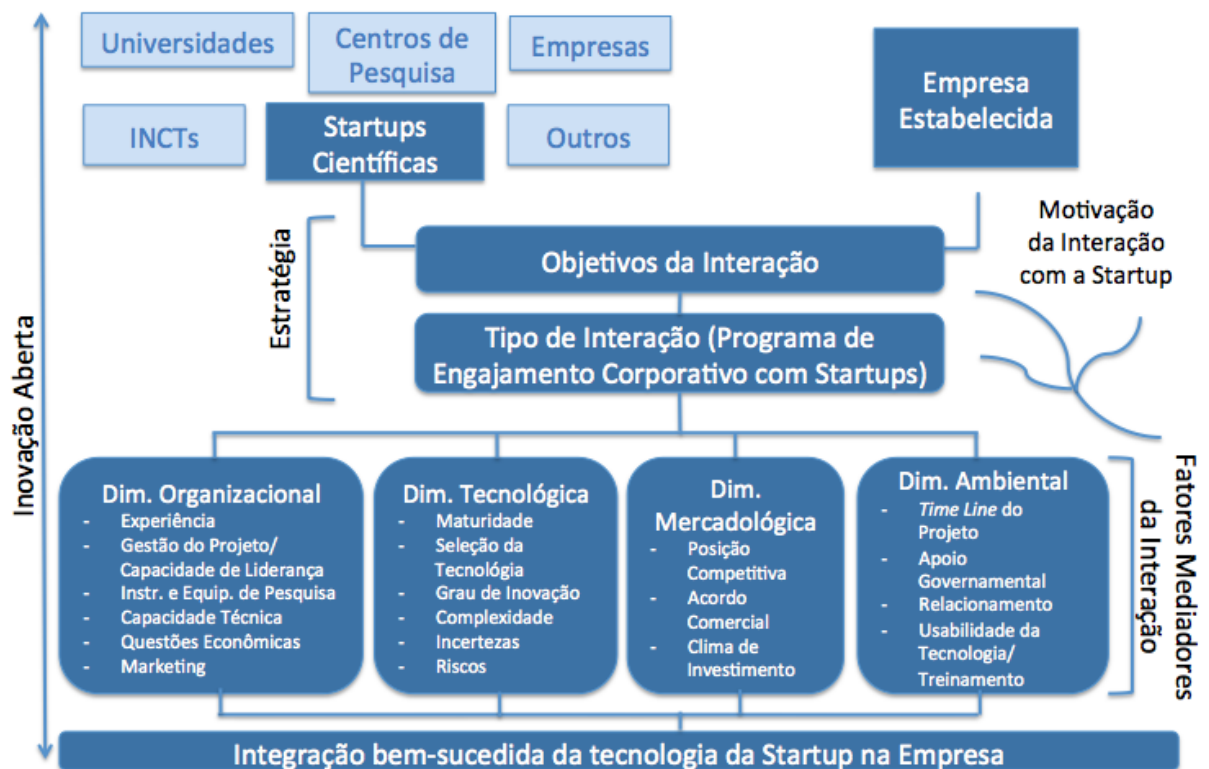 Universidades
Centros de
Pesquisa
Empresas
INCTs
Startups
Científicas
Outros
Empresa
Estabelecida
Inovação Aberta
Estratégia
Motivação
da Interação
com a Startup
Objetivos da Interação
Tipo de Interação (Programa de
Engajamento Corporativo com Startups)
Dim. Organizacional
- Experiência
- Gestão do Projeto/
Capacidade de Liderança
- Instr. e Equip. de Pesquisa
- Capacidade Técnica
- Questões Econômicas
- Marketing
Dim. Tecnológica
- Maturidade
- Seleção da
Tecnológia
- Grau de Inovação
- Complexidade
- Incertezas
- Riscos
Dim.
Mercadológica
- Posição
Competitiva
- Acordo
Comercial
- Clima de
Investimento
Dim. Ambiental
- Time Line do
Projeto
- Apoio
Governamental
- Relacionamento
- Usabilidade da
Tecnologia/
Treinamento
Fatores Mediadores
da Interação
Integração bem-sucedida da tecnologia da Startup na Empresa